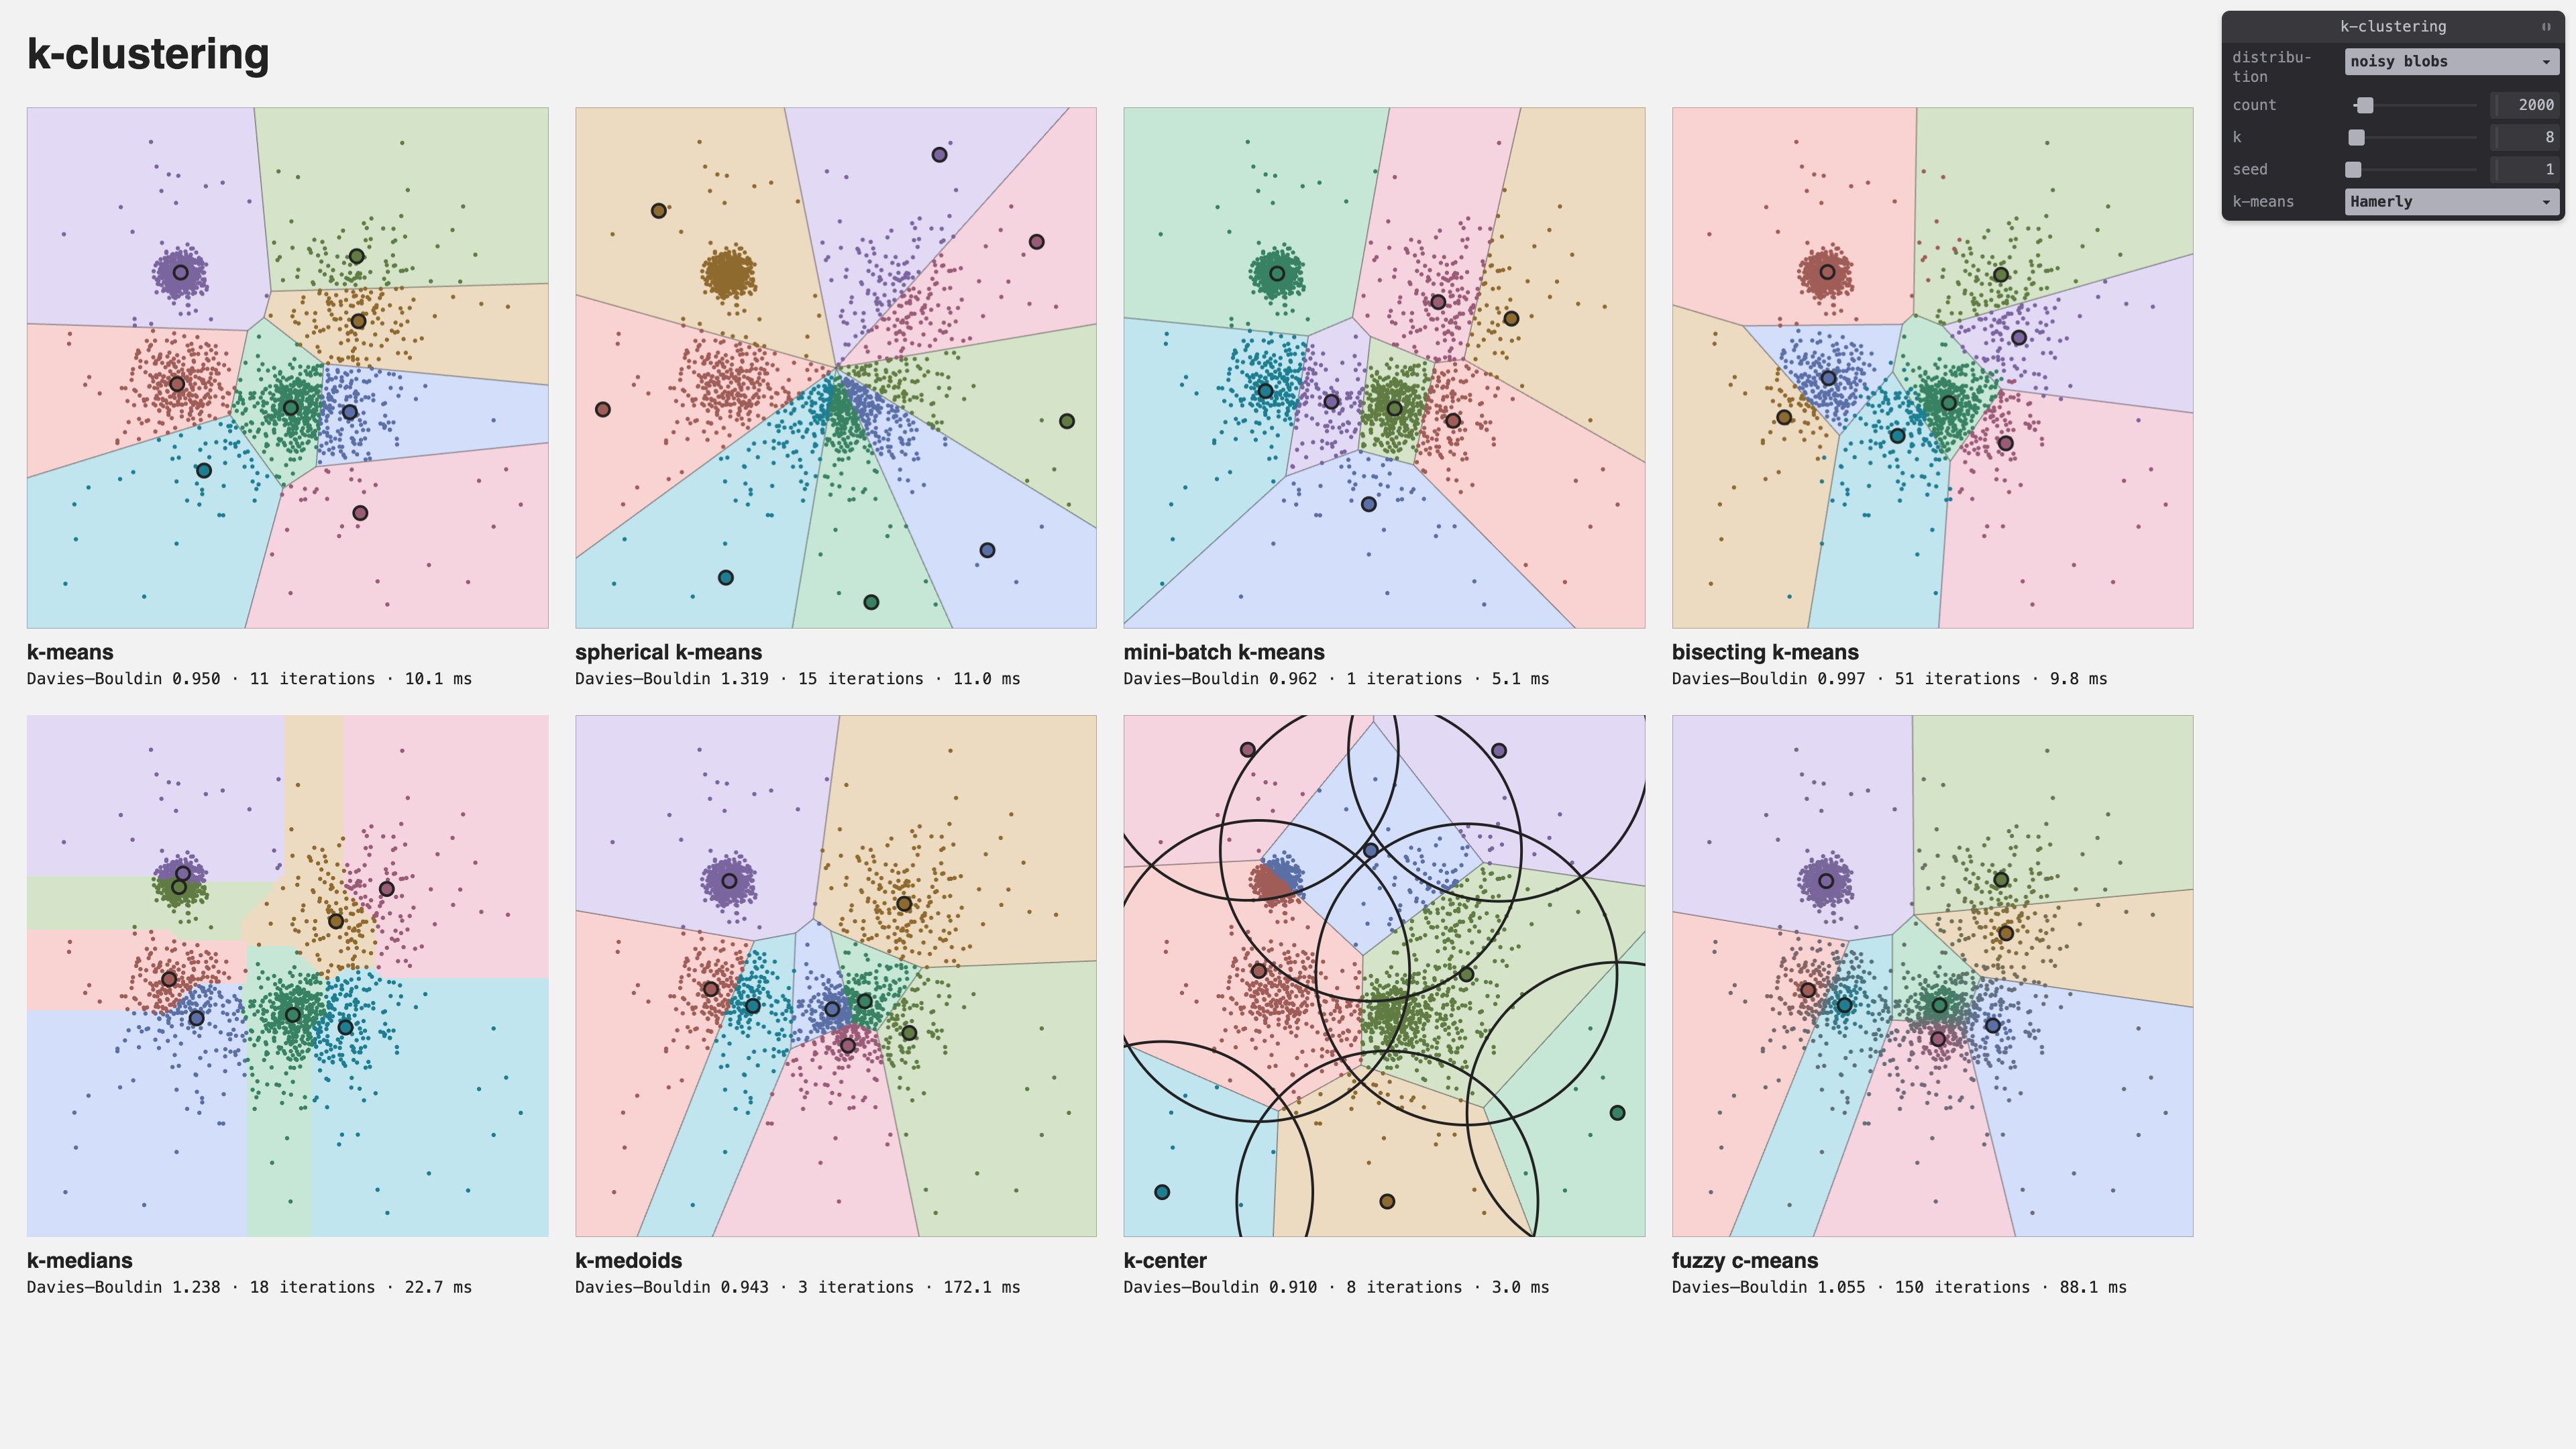 k-clustering
k-clustering
distribu-
tion
noisy blobs
count
2000
k
8
seed
1
k-means
Hamerly
k-means
Davies–Bouldin 0.950 · 11 iterations · 10.1 ms
spherical k-means
Davies–Bouldin 1.319 · 15 iterations · 11.0 ms
mini-batch k-means
Davies–Bouldin 0.962 · 1 iterations · 5.1 ms
bisecting k-means
Davies–Bouldin 0.997 · 51 iterations · 9.8 ms
k-medians
Davies–Bouldin 1.238 · 18 iterations · 22.7 ms
k-medoids
Davies–Bouldin 0.943 · 3 iterations · 172.1 ms
k-center
Davies–Bouldin 0.910 · 8 iterations · 3.0 ms
fuzzy c-means
Davies–Bouldin 1.055 · 150 iterations · 88.1 ms